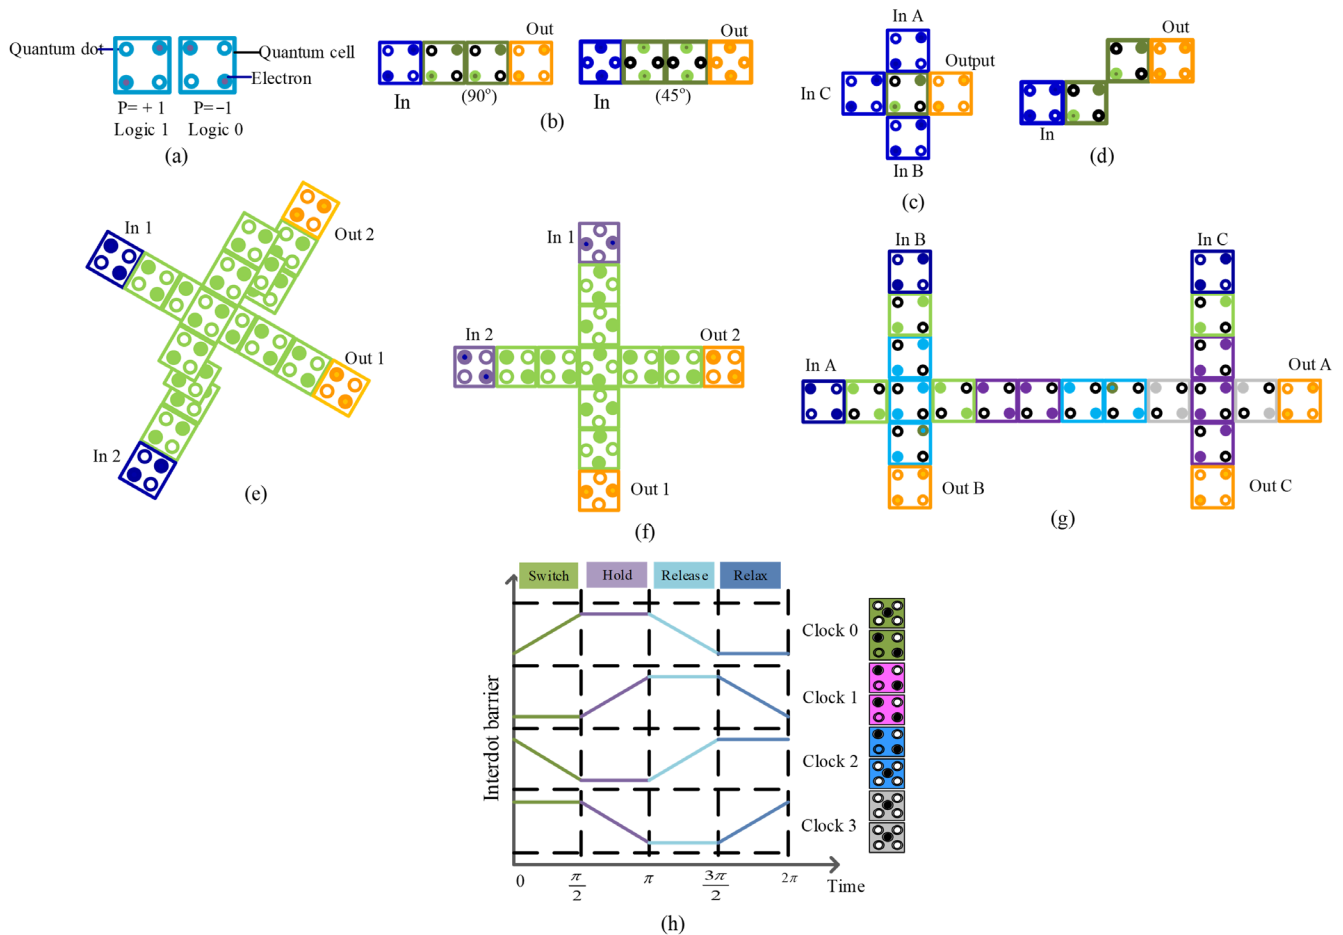 Quantum dot
Quantum cell
Electron
P= + 1
Logic 1
P= −1
Logic 0
(a)
Out
Out
In
(90°)
In
(45°)
(b)
In A
In C
Output
In B
(c)
Out
In
(d)
In 1
Out 2
Out 1
In 2
(e)
In 1
In 2
Out 2
Out 1
(f)
In B
In C
In A
Out A
Out B
Out C
(g)
Switch
Hold
Release
Relax
Interdot barrier
Clock 0
Clock 1
Clock 2
Clock 3
0
π/2
π
3π/2
2π
Time
(h)